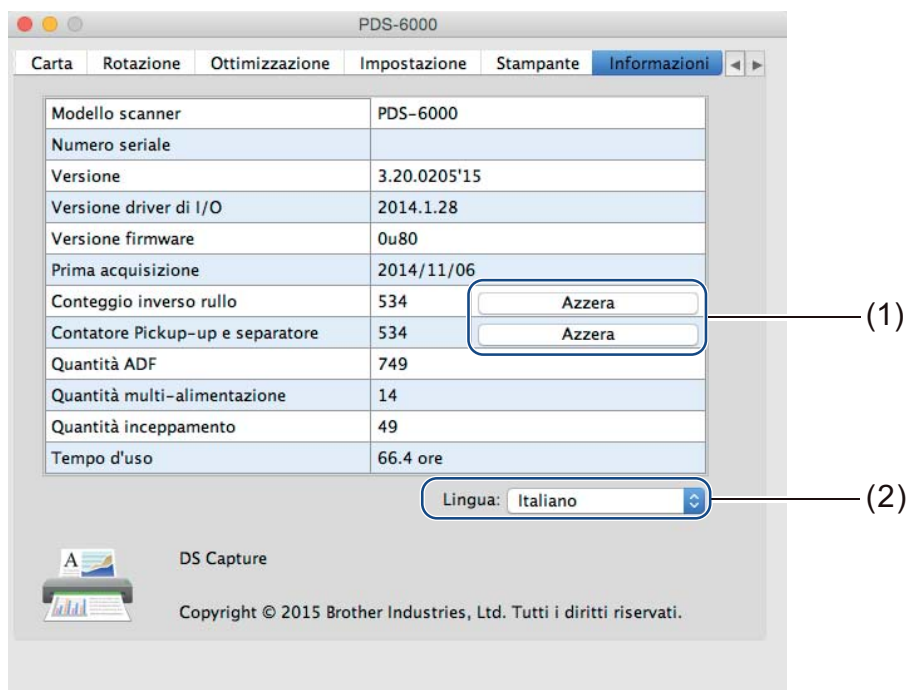 PDS-6000
Carta Rotazione Ottimizzazione Impostazione Stampante Informazioni
Modello scanner PDS-6000
Numero seriale
Versione 3.20.0205'15
Versione driver di I/O 2014.1.28
Versione firmware 0u80
Prima acquisizione 2014/11/06
Conteggio inverso rullo 534 Azzera
(1)
Contatore Pickup-up e separatore 534 Azzera
Quantità ADF 749
Quantità multi-alimentazione 14
Quantità inceppamento 49
Tempo d'uso 66.4 ore
Lingua: Italiano
(2)
A
DS Capture
Copyright © 2015 Brother Industries, Ltd. Tutti i diritti riservati.